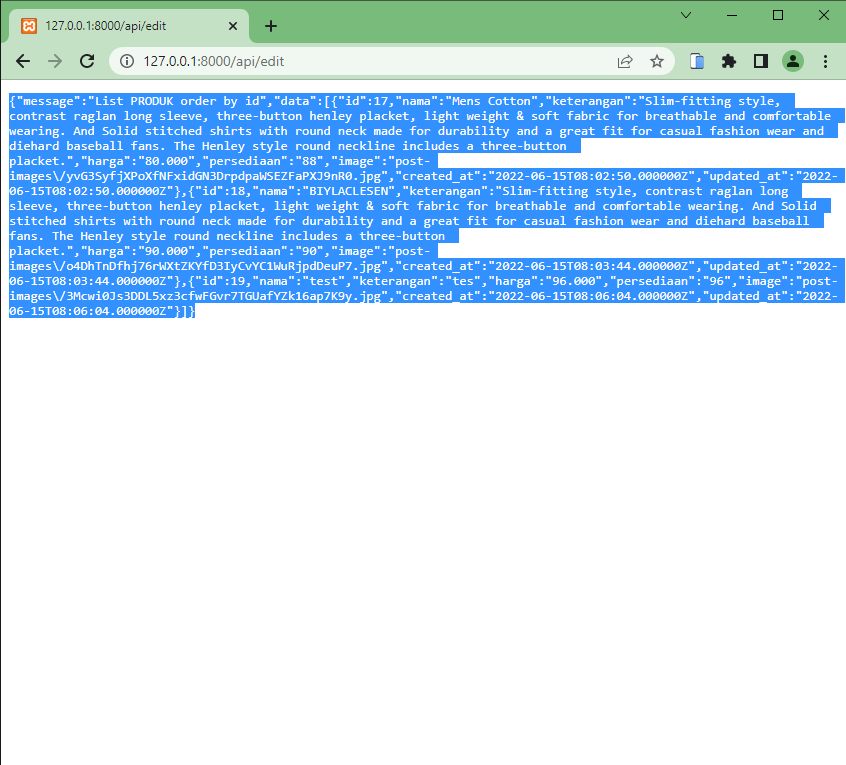 127.0.0.1:8000/api/edit
127.0.0.1:8000/api/edit
{"message":"List PRODUK order by id","data":[{"id":17,"nama":"Mens Cotton","keterangan":"Slim-fitting style,
contrast raglan long sleeve, three-button henley placket, light weight & soft fabric for breathable and comfortable
wearing. And Solid stitched shirts with round neck made for durability and a great fit for casual fashion wear and
diehard baseball fans. The Henley style round neckline includes a three-button
placket.","harga":"80.000","persediaan":"88","image":"post-
images\/yvG3SyfjXPoXfNFxidGN3DrpdpaWSEZFaPXJ9nR0.jpg","created_at":"2022-06-15T08:02:50.000000Z","updated_at":"2022-
06-15T08:02:50.000000Z"},{"id":18,"nama":"BIYLACLESEN","keterangan":"Slim-fitting style, contrast raglan long
sleeve, three-button henley placket, light weight & soft fabric for breathable and comfortable wearing. And Solid
stitched shirts with round neck made for durability and a great fit for casual fashion wear and diehard baseball
fans. The Henley style round neckline includes a three-button
placket.","harga":"90.000","persediaan":"90","image":"post-
images\/o4DhTnDfhj76rWXtZKYfD3IyCvYC1WuRjpdDeuP7.jpg","created_at":"2022-06-15T08:03:44.000000Z","updated_at":"2022-
06-15T08:03:44.000000Z"},{"id":19,"nama":"test","keterangan":"tes","harga":"96.000","persediaan":"96","image":"post-
images\/3Mcwi0Js3DDL5xz3cfwFGvr7TGUafYZk16ap7K9y.jpg","created_at":"2022-06-15T08:06:04.000000Z","updated_at":"2022-
06-15T08:06:04.000000Z"}]}